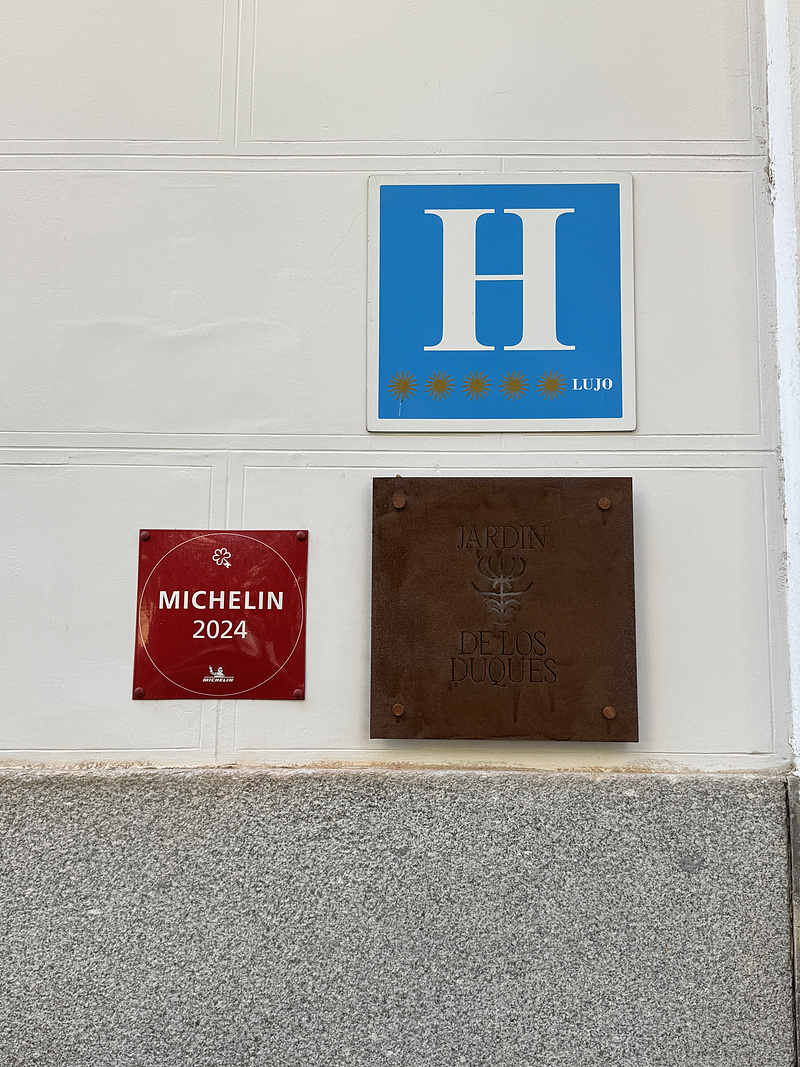 H
LUJO
MICHELIN
2024
MICHELIN
JARDIN
DE LOS
DUQUES